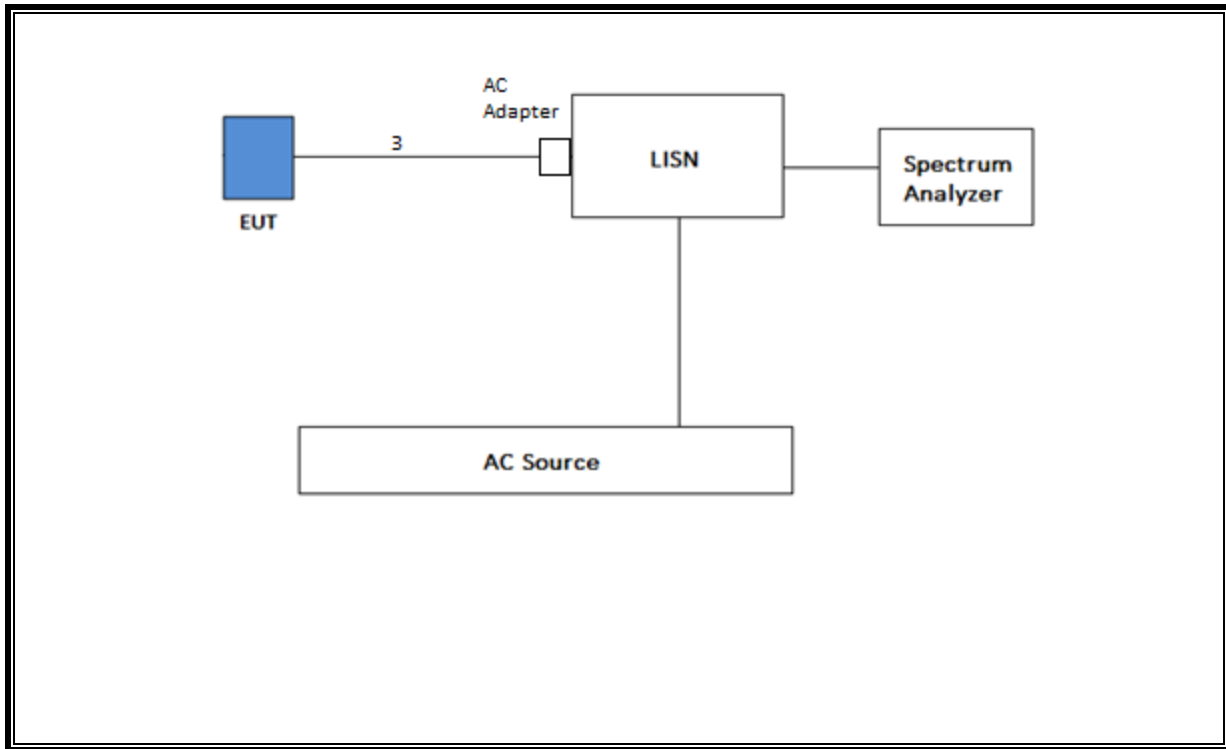 AC
Adapter
3
LISN
Spectrum
Analyzer
EUT
AC Source